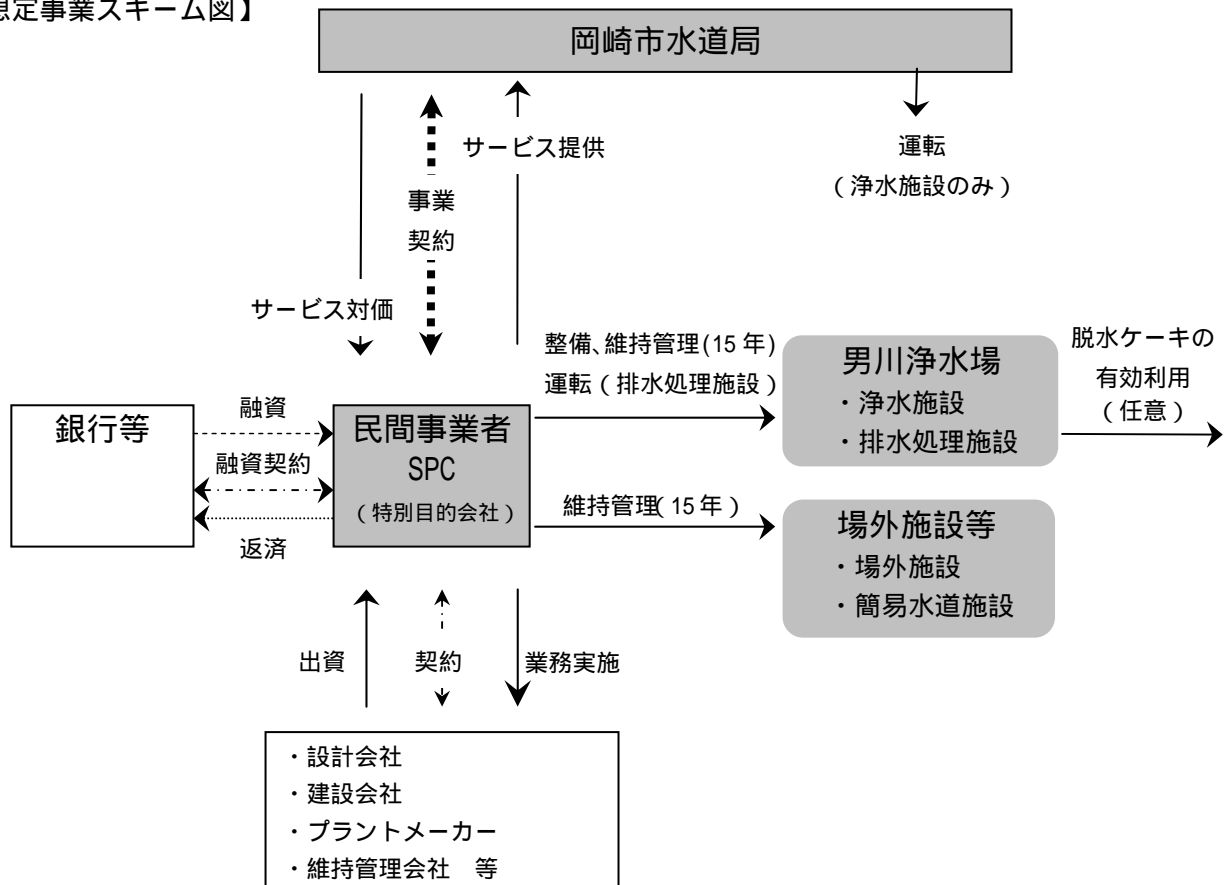 想定事業スキーム図】
岡崎市水道局
サービス提供
運転
（浄水施設のみ）
事業
契約
サービス対価
整備、維持管理(15年)
運転（排水処理施設）
男川浄水場
・浄水施設
・排水処理施設
脱水ケーキの
有効利用
（任意）
銀行等
融資
融資契約
返済
民間事業者
SPC
（特別目的会社）
維持管理(15年)
場外施設等
・場外施設
・簡易水道施設
出資
契約
業務実施
・設計会社
・建設会社
・プラントメーカー
・維持管理会社　等